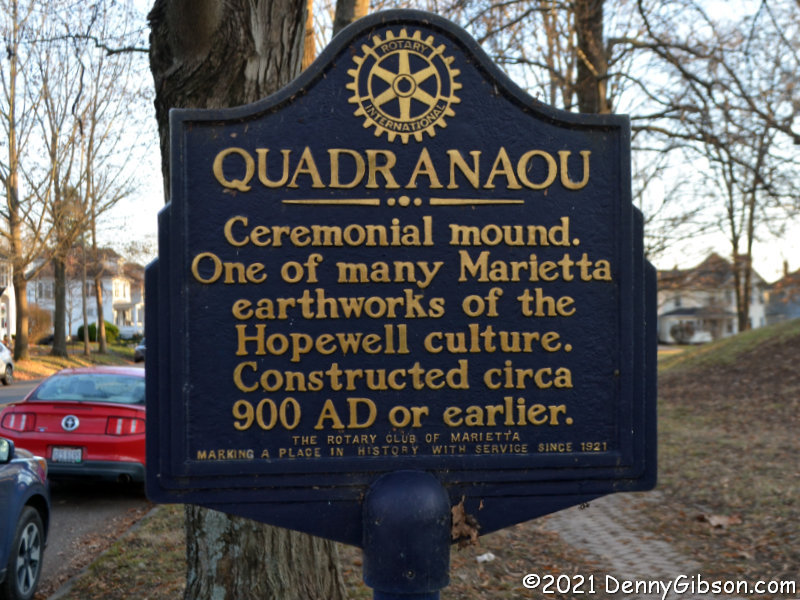 ROTARY
INTERNATIONAL
QUADRANAOU
Ceremonial mound.
One of many Marietta
earthworks of the
Hopewell culture.
Constructed circa
900 AD or earlier.
THE ROTARY CLUB OF MARIETTA
MARKING A PLACE IN HISTORY WITH SERVICE SINCE 1921
©2021 DennyGibson.com